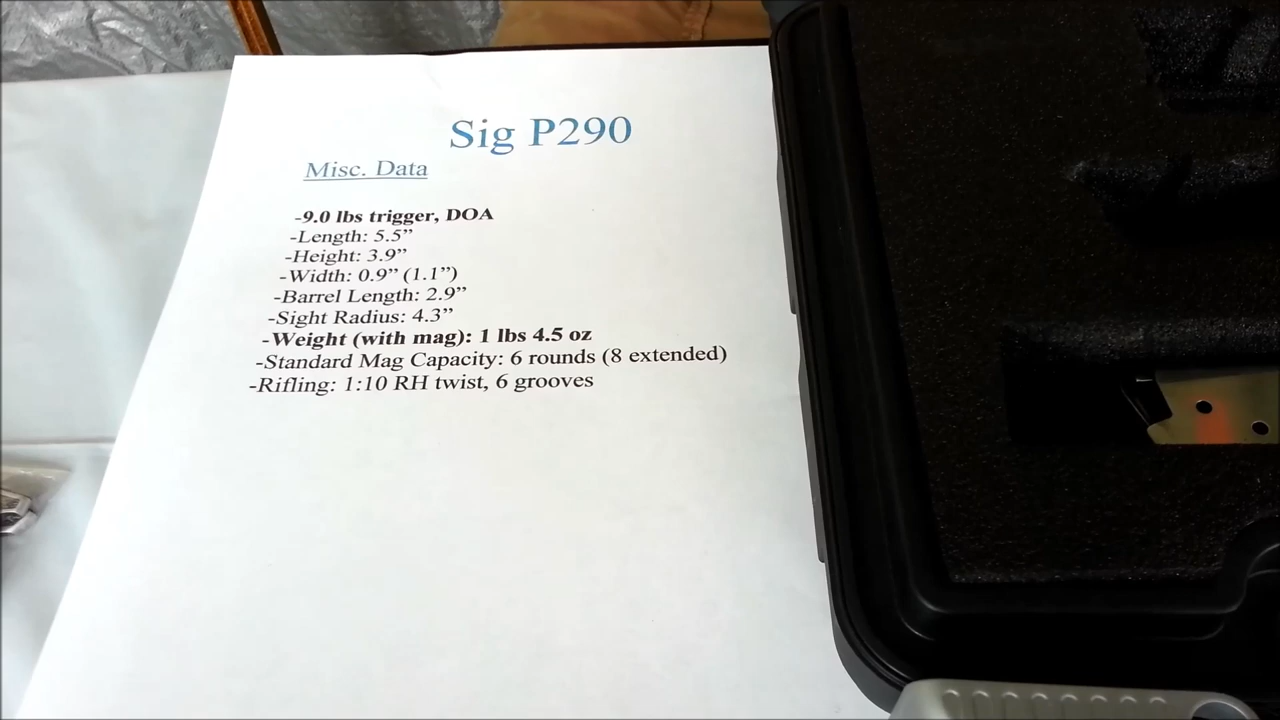 Sig P290
Misc. Data
-9.0 lbs trigger, DOA
-Length: 5.5”
-Height: 3.9”
-Width: 0.9” (1.1”)
-Barrel Length: 2.9”
-Sight Radius: 4.3”
-Weight (with mag): 1 lbs 4.5 oz
-Standard Mag Capacity: 6 rounds (8 extended)
-Rifling: 1:10 RH twist, 6 grooves